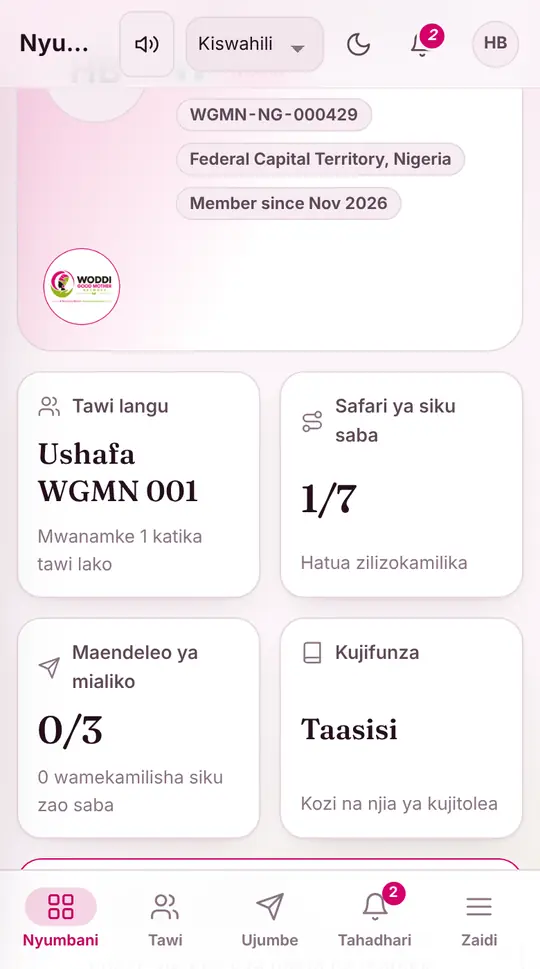 Nyu...
Kiswahili
2
HB
WGMN-NG-000429
Federal Capital Territory, Nigeria
Member since Nov 2026
WODDI
GOOD MOTHER
Tawi langu
Ushafa
WGMN 001
Mwanamke 1 katika
tawi lako
Safari ya siku
saba
1/7
Hatua zilizokamilika
Maendeleo ya
mialiko
0/3
0 wamekamilisha siku
zao saba
Kujifunza
Taasisi
Kozi na njia ya kujitolea
Nyumbani
Tawi
Ujumbe
2
Tahadhari
Zaidi